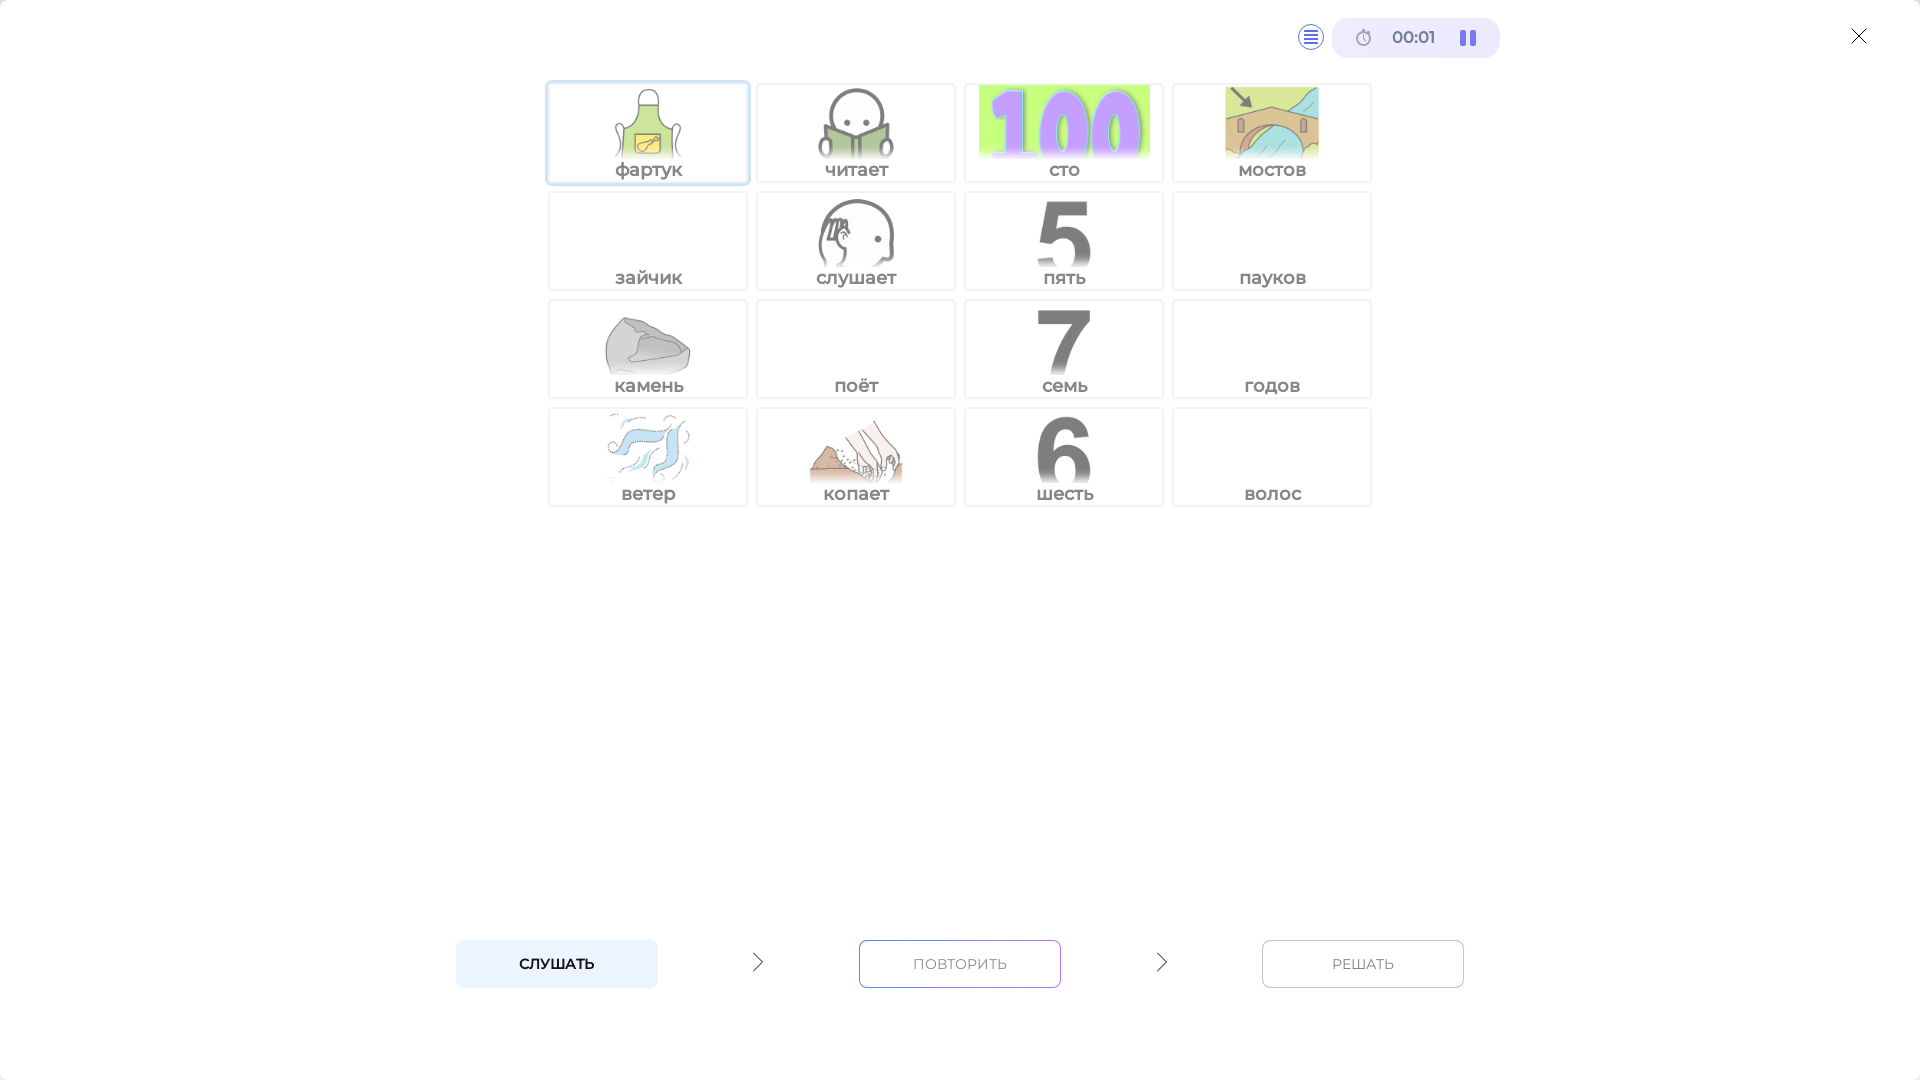 00:01
100
фартук читает сто мостов
5
зайчик слушает пять пауков
7
камень поёт семь годов
6
ветер копает шесть волос
СЛУШАТЬ ПОВТОРИТЬ РЕШАТЬ